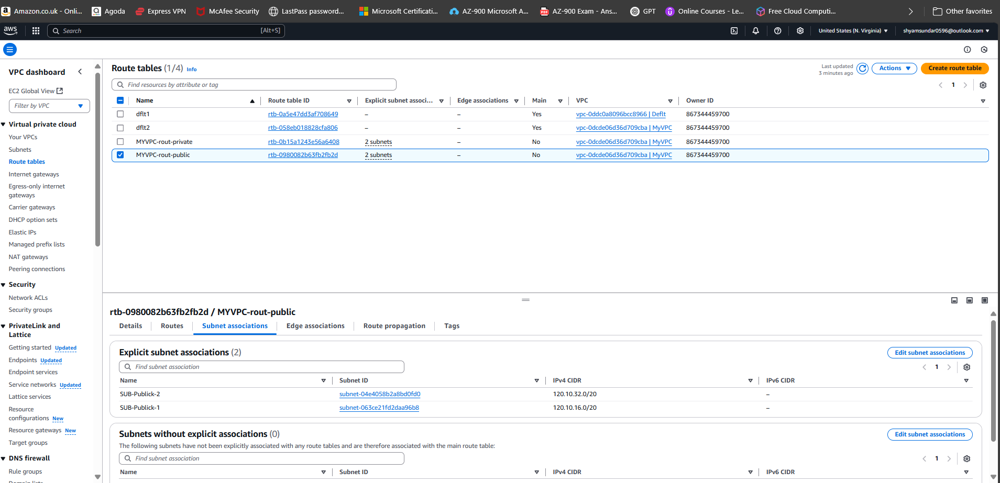 Amazon.co.uk - Onli...
Agoda
Express VPN
McAfee Security
LastPass password...
Microsoft Certificati...
AZ-900 Microsoft A...
AZ-900 Exam - Ans...
GPT
Online Courses - Le...
Free Cloud Computi...
Other favorites
aws
Search [Alt+S]
United States (N. Virginia)
shyamsundar0596@outlook.com
VPC dashboard
EC2 Global View
Filter by VPC
Virtual private cloud
Your VPCs
Subnets
Route tables
Internet gateways
Egress-only internet
gateways
Carrier gateways
DHCP option sets
Elastic IPs
Managed prefix lists
NAT gateways
Peering connections
Security
Network ACLs
Security groups
PrivateLink and
Lattice
Getting started Updated
Endpoints Updated
Endpoint services
Service networks Updated
Lattice services
Resource
configurations New
Resource gateways New
Target groups
DNS firewall
Rule groups
Domain lists
Route tables (1/4) Info
Last updated
3 minutes ago
Actions
Create route table
Find resources by attribute or tag
1
Name Route table ID Explicit subnet associ... Edge associations Main VPC Owner ID
dflt1 rtb-0a5e47dd3af708649 – – Yes vpc-0ddc0a8096bcc8966 | Deflt 867344459700
dflt2 rtb-058eb018828cfa806 – – Yes vpc-0dcde06d36d709cba | MyVPC 867344459700
MYVPC-rout-private rtb-0b15a1243e56a6408 2 subnets – No vpc-0dcde06d36d709cba | MyVPC 867344459700
MYVPC-rout-public rtb-0980082b63fb2fb2d 2 subnets – No vpc-0dcde06d36d709cba | MyVPC 867344459700
rtb-0980082b63fb2fb2d / MYVPC-rout-public
Details Routes Subnet associations Edge associations Route propagation Tags
Explicit subnet associations (2)
Edit subnet associations
Find subnet association
1
Name Subnet ID IPv4 CIDR IPv6 CIDR
SUB-Publick-2 subnet-04e4058b2a8bd0fd0 120.10.32.0/20 –
SUB-Publick-1 subnet-063ce21fd2daa96b8 120.10.16.0/20 –
Subnets without explicit associations (0)
Edit subnet associations
The following subnets have not been explicitly associated with any route tables and are therefore associated with the main route table:
Find subnet association
1
Name Subnet ID IPv4 CIDR IPv6 CIDR